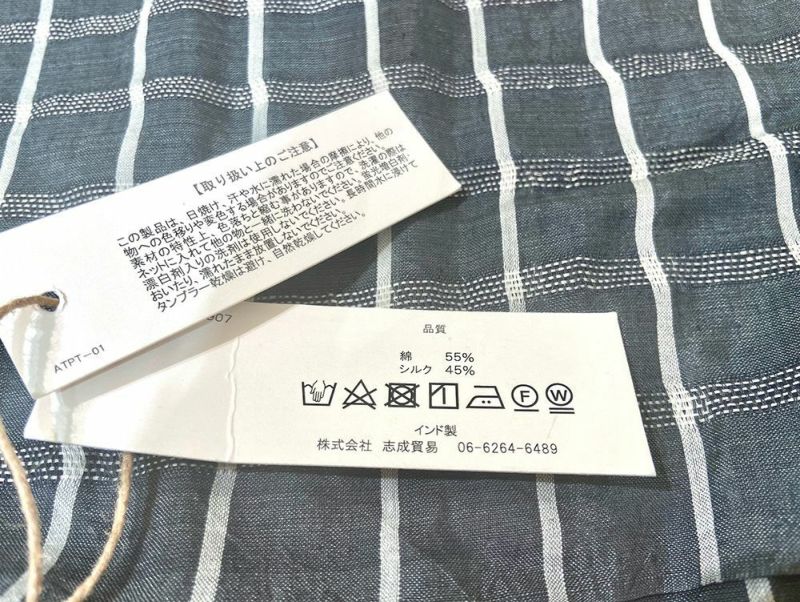 【取り扱い上のご注意】
この製品は、日焼け、汗や水に濡れた場合の摩擦により、他の
物への色移りや変色する場合がありますのでご注意ください。
素材の特性上、色落ちと縮む事がありますので、洗濯の際は
ネットに入れて他の物と一緒に洗わないでください。蛍光増白剤・
漂白剤入りの洗剤は使用しないでください。長時間水に浸けて
おいたり、濡れたまま放置しないでください。
タンブラー乾燥は避け、自然乾燥してください。
ATPT-01
907
品質
綿 55%
シルク 45%
F W
インド製
株式会社 志成貿易 06-6264-6489